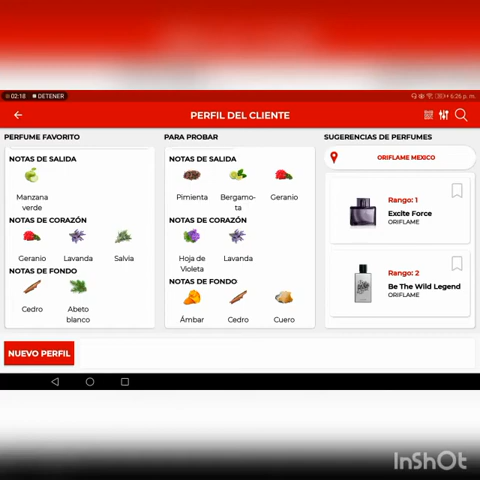 02:18 DETENER 6:26 p. m.
PERFIL DEL CLIENTE
PERFUME FAVORITO
NOTAS DE SALIDA
Manzana
verde
NOTAS DE CORAZÓN
Geranio Lavanda Salvia
NOTAS DE FONDO
Cedro Abeto
blanco
PARA PROBAR
NOTAS DE SALIDA
Pimienta Bergamo-
ta Geranio
NOTAS DE CORAZÓN
Hoja de
Violeta Lavanda
NOTAS DE FONDO
Ámbar Cedro Cuero
SUGERENCIAS DE PERFUMES
ORIFLAME MEXICO
Rango: 1
Excite Force
ORIFLAME
Rango: 2
Be The Wild Legend
ORIFLAME
NUEVO PERFIL
InShOt